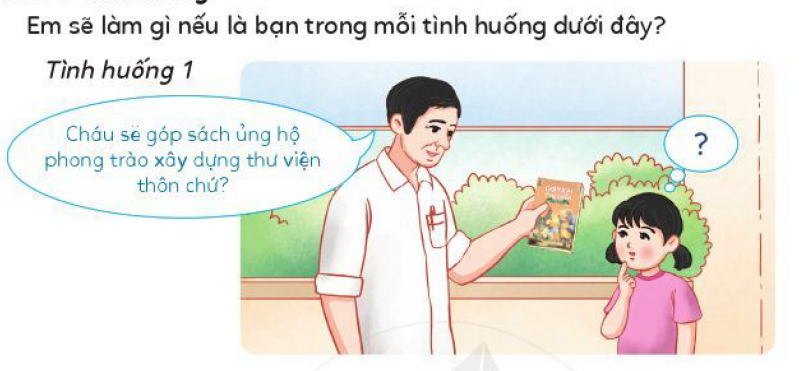 Em sẽ làm gì nếu là bạn trong mỗi tình huống dưới đây?
Tình huống 1
Cháu sẽ góp sách ủng hộ
phong trào xây dựng thư viện
thôn chứ?
?